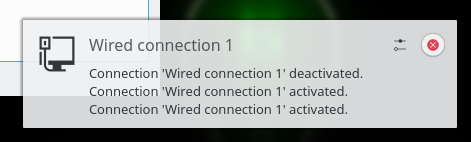 Wired connection 1
Connection 'Wired connection 1' deactivated.
Connection 'Wired connection 1' activated.
Connection 'Wired connection 1' activated.